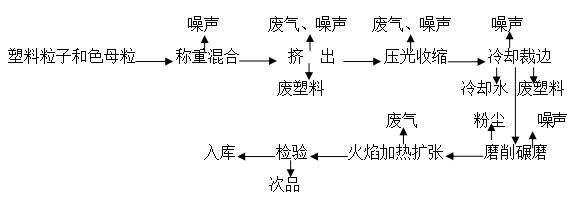 噪声 废气、噪声 废气、噪声 噪声
塑料粒子和色母粒 称重混合 挤 出 压光收缩 冷却裁边
废塑料 冷却水 废塑料
废气 粉尘 噪声
入库 检验 火焰加热扩张 磨削碾磨
次品